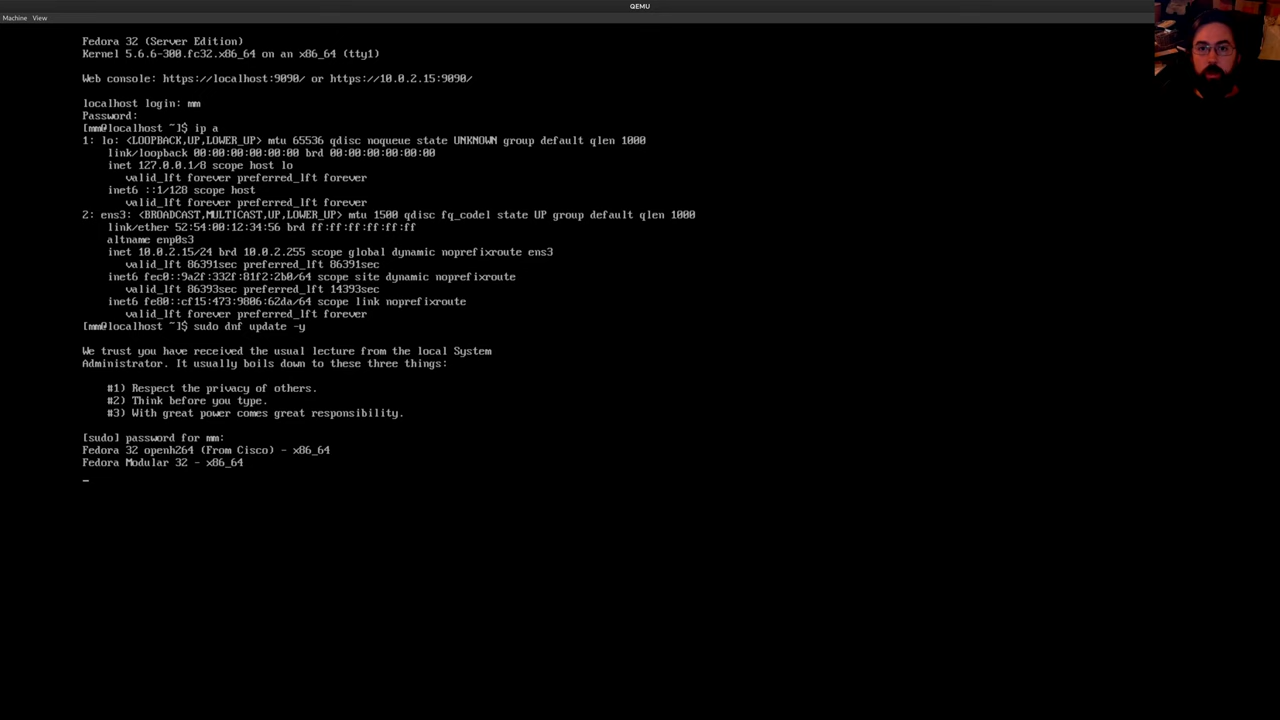 QEMU
Machine View
Fedora 32 (Server Edition)
Kernel 5.6.6-300.fc32.x86_64 on an x86_64 (tty1)
Web console: https://localhost:9090/ or https://10.0.2.15:9090/
localhost login: mm
Password:
[mm@localhost ~]$ ip a
1: lo: <LOOPBACK,UP,LOWER_UP> mtu 65536 qdisc noqueue state UNKNOWN group default qlen 1000
link/loopback 00:00:00:00:00:00 brd 00:00:00:00:00:00
inet 127.0.0.1/8 scope host lo
valid_lft forever preferred_lft forever
inet6 ::1/128 scope host
valid_lft forever preferred_lft forever
2: ens3: <BROADCAST,MULTICAST,UP,LOWER_UP> mtu 1500 qdisc fq_codel state UP group default qlen 1000
link/ether 52:54:00:12:34:56 brd ff:ff:ff:ff:ff:ff
altname enp0s3
inet 10.0.2.15/24 brd 10.0.2.255 scope global dynamic noprefixroute ens3
valid_lft 86391sec preferred_lft 86391sec
inet6 fec0::9a2f:332f:81f2:2b0/64 scope site dynamic noprefixroute
valid_lft 86393sec preferred_lft 14393sec
inet6 fe80::cf15:473:9806:62da/64 scope link noprefixroute
valid_lft forever preferred_lft forever
[mm@localhost ~]$ sudo dnf update -y
We trust you have received the usual lecture from the local System
Administrator. It usually boils down to these three things:
#1) Respect the privacy of others.
#2) Think before you type.
#3) With great power comes great responsibility.
[sudo] password for mm:
Fedora 32 openh264 (From Cisco) - x86_64
Fedora Modular 32 - x86_64